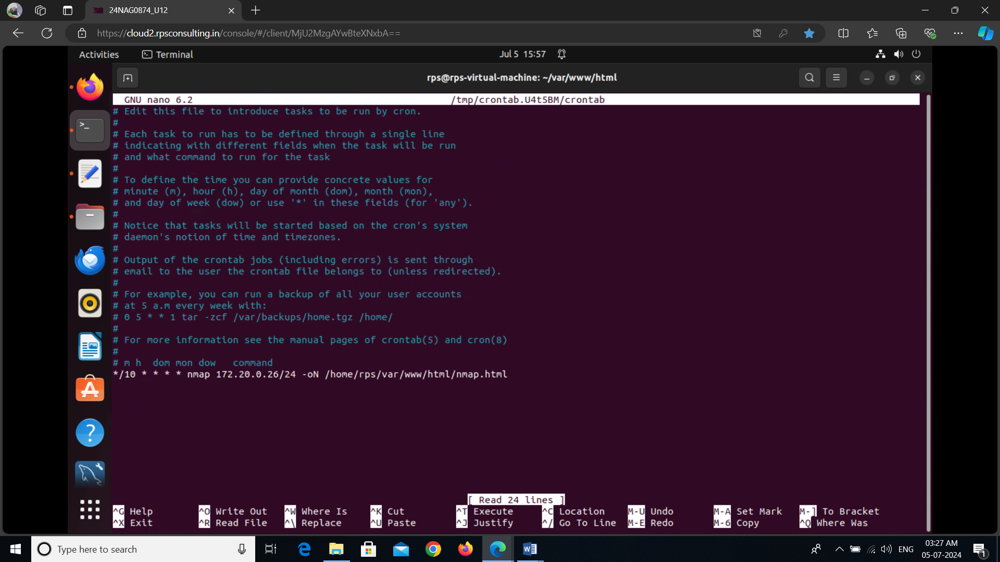 24NAG0874_U12
https://cloud2.rpsconsulting.in/console/#/client/MjU2MzgAYwBteXNxbA==
Activities
Terminal
Jul 5 15:57
rps@rps-virtual-machine: ~/var/www/html
GNU nano 6.2 /tmp/crontab.U4t5BM/crontab
# Edit this file to introduce tasks to be run by cron.
#
# Each task to run has to be defined through a single line
# indicating with different fields when the task will be run
# and what command to run for the task
#
# To define the time you can provide concrete values for
# minute (m), hour (h), day of month (dom), month (mon),
# and day of week (dow) or use '*' in these fields (for 'any').
#
# Notice that tasks will be started based on the cron's system
# daemon's notion of time and timezones.
#
# Output of the crontab jobs (including errors) is sent through
# email to the user the crontab file belongs to (unless redirected).
#
# For example, you can run a backup of all your user accounts
# at 5 a.m every week with:
# 0 5 * * 1 tar -zcf /var/backups/home.tgz /home/
#
# For more information see the manual pages of crontab(5) and cron(8)
#
# m h  dom mon dow   command
*/10 * * * * nmap 172.20.0.26/24 -oN /home/rps/var/www/html/nmap.html
[ Read 24 lines ]
^G Help ^O Write Out ^W Where Is ^K Cut ^T Execute ^C Location M-U Undo M-A Set Mark M-] To Bracket
^X Exit ^R Read File ^\ Replace ^U Paste ^J Justify ^/ Go To Line M-E Redo M-6 Copy ^Q Where Was
Type here to search
ENG
03:27 AM
05-07-2024
1